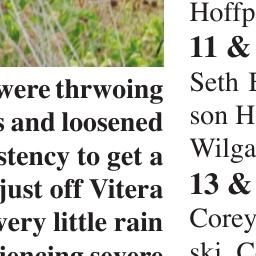 were thrwoing
s and loosened
stency to get a
just off Vitera
very little rain
Hoffp
11 &
Seth
son H
Wilga
13 &
Corey